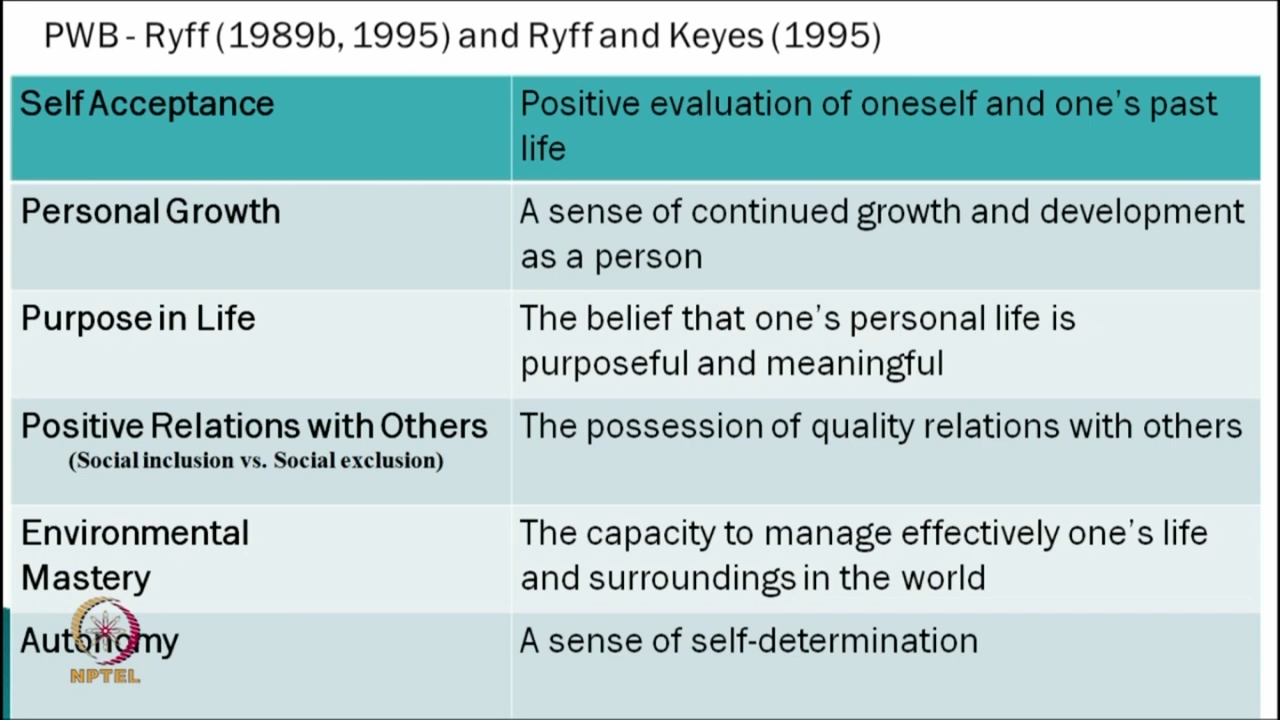 PWB - Ryff (1989b, 1995) and Ryff and Keyes (1995)
Self Acceptance
Positive evaluation of oneself and one's past
life
Personal Growth
A sense of continued growth and development
as a person
Purpose in Life
The belief that one's personal life is
purposeful and meaningful
Positive Relations with Others
(Social inclusion vs. Social exclusion)
The possession of quality relations with others
Environmental
Mastery
The capacity to manage effectively one's life
and surroundings in the world
Autonomy
A sense of self-determination
NPTEL